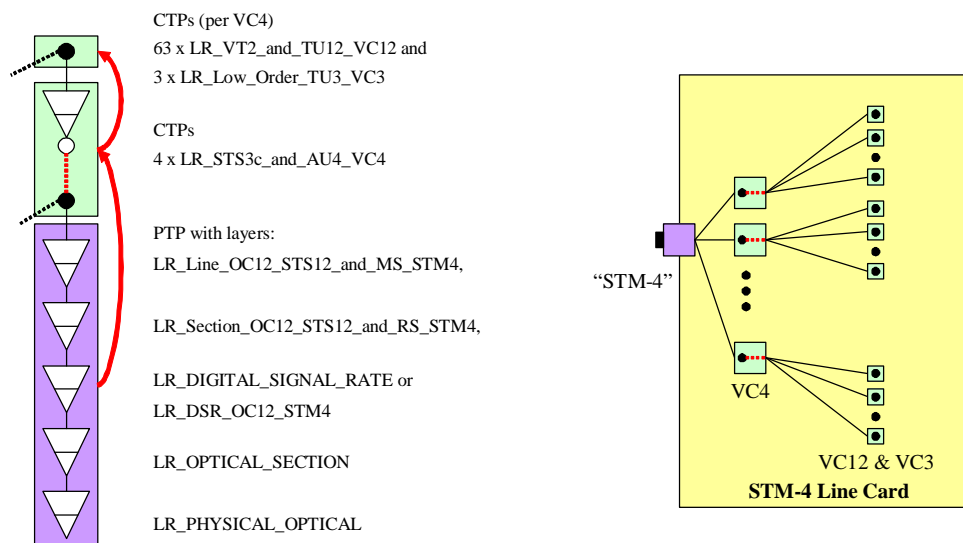 CTPs (per VC4)
63 x LR_VT2_and_TU12_VC12 and
3 x LR_Low_Order_TU3_VC3
CTPs
4 x LR_STS3c_and_AU4_VC4
PTP with layers:
LR_Line_OC12_STS12_and_MS_STM4,
LR_Section_OC12_STS12_and_RS_STM4,
LR_DIGITAL_SIGNAL_RATE or
LR_DSR_OC12_STM4
LR_OPTICAL_SECTION
LR_PHYSICAL_OPTICAL
“STM-4”
VC4
VC12 & VC3
STM-4 Line Card